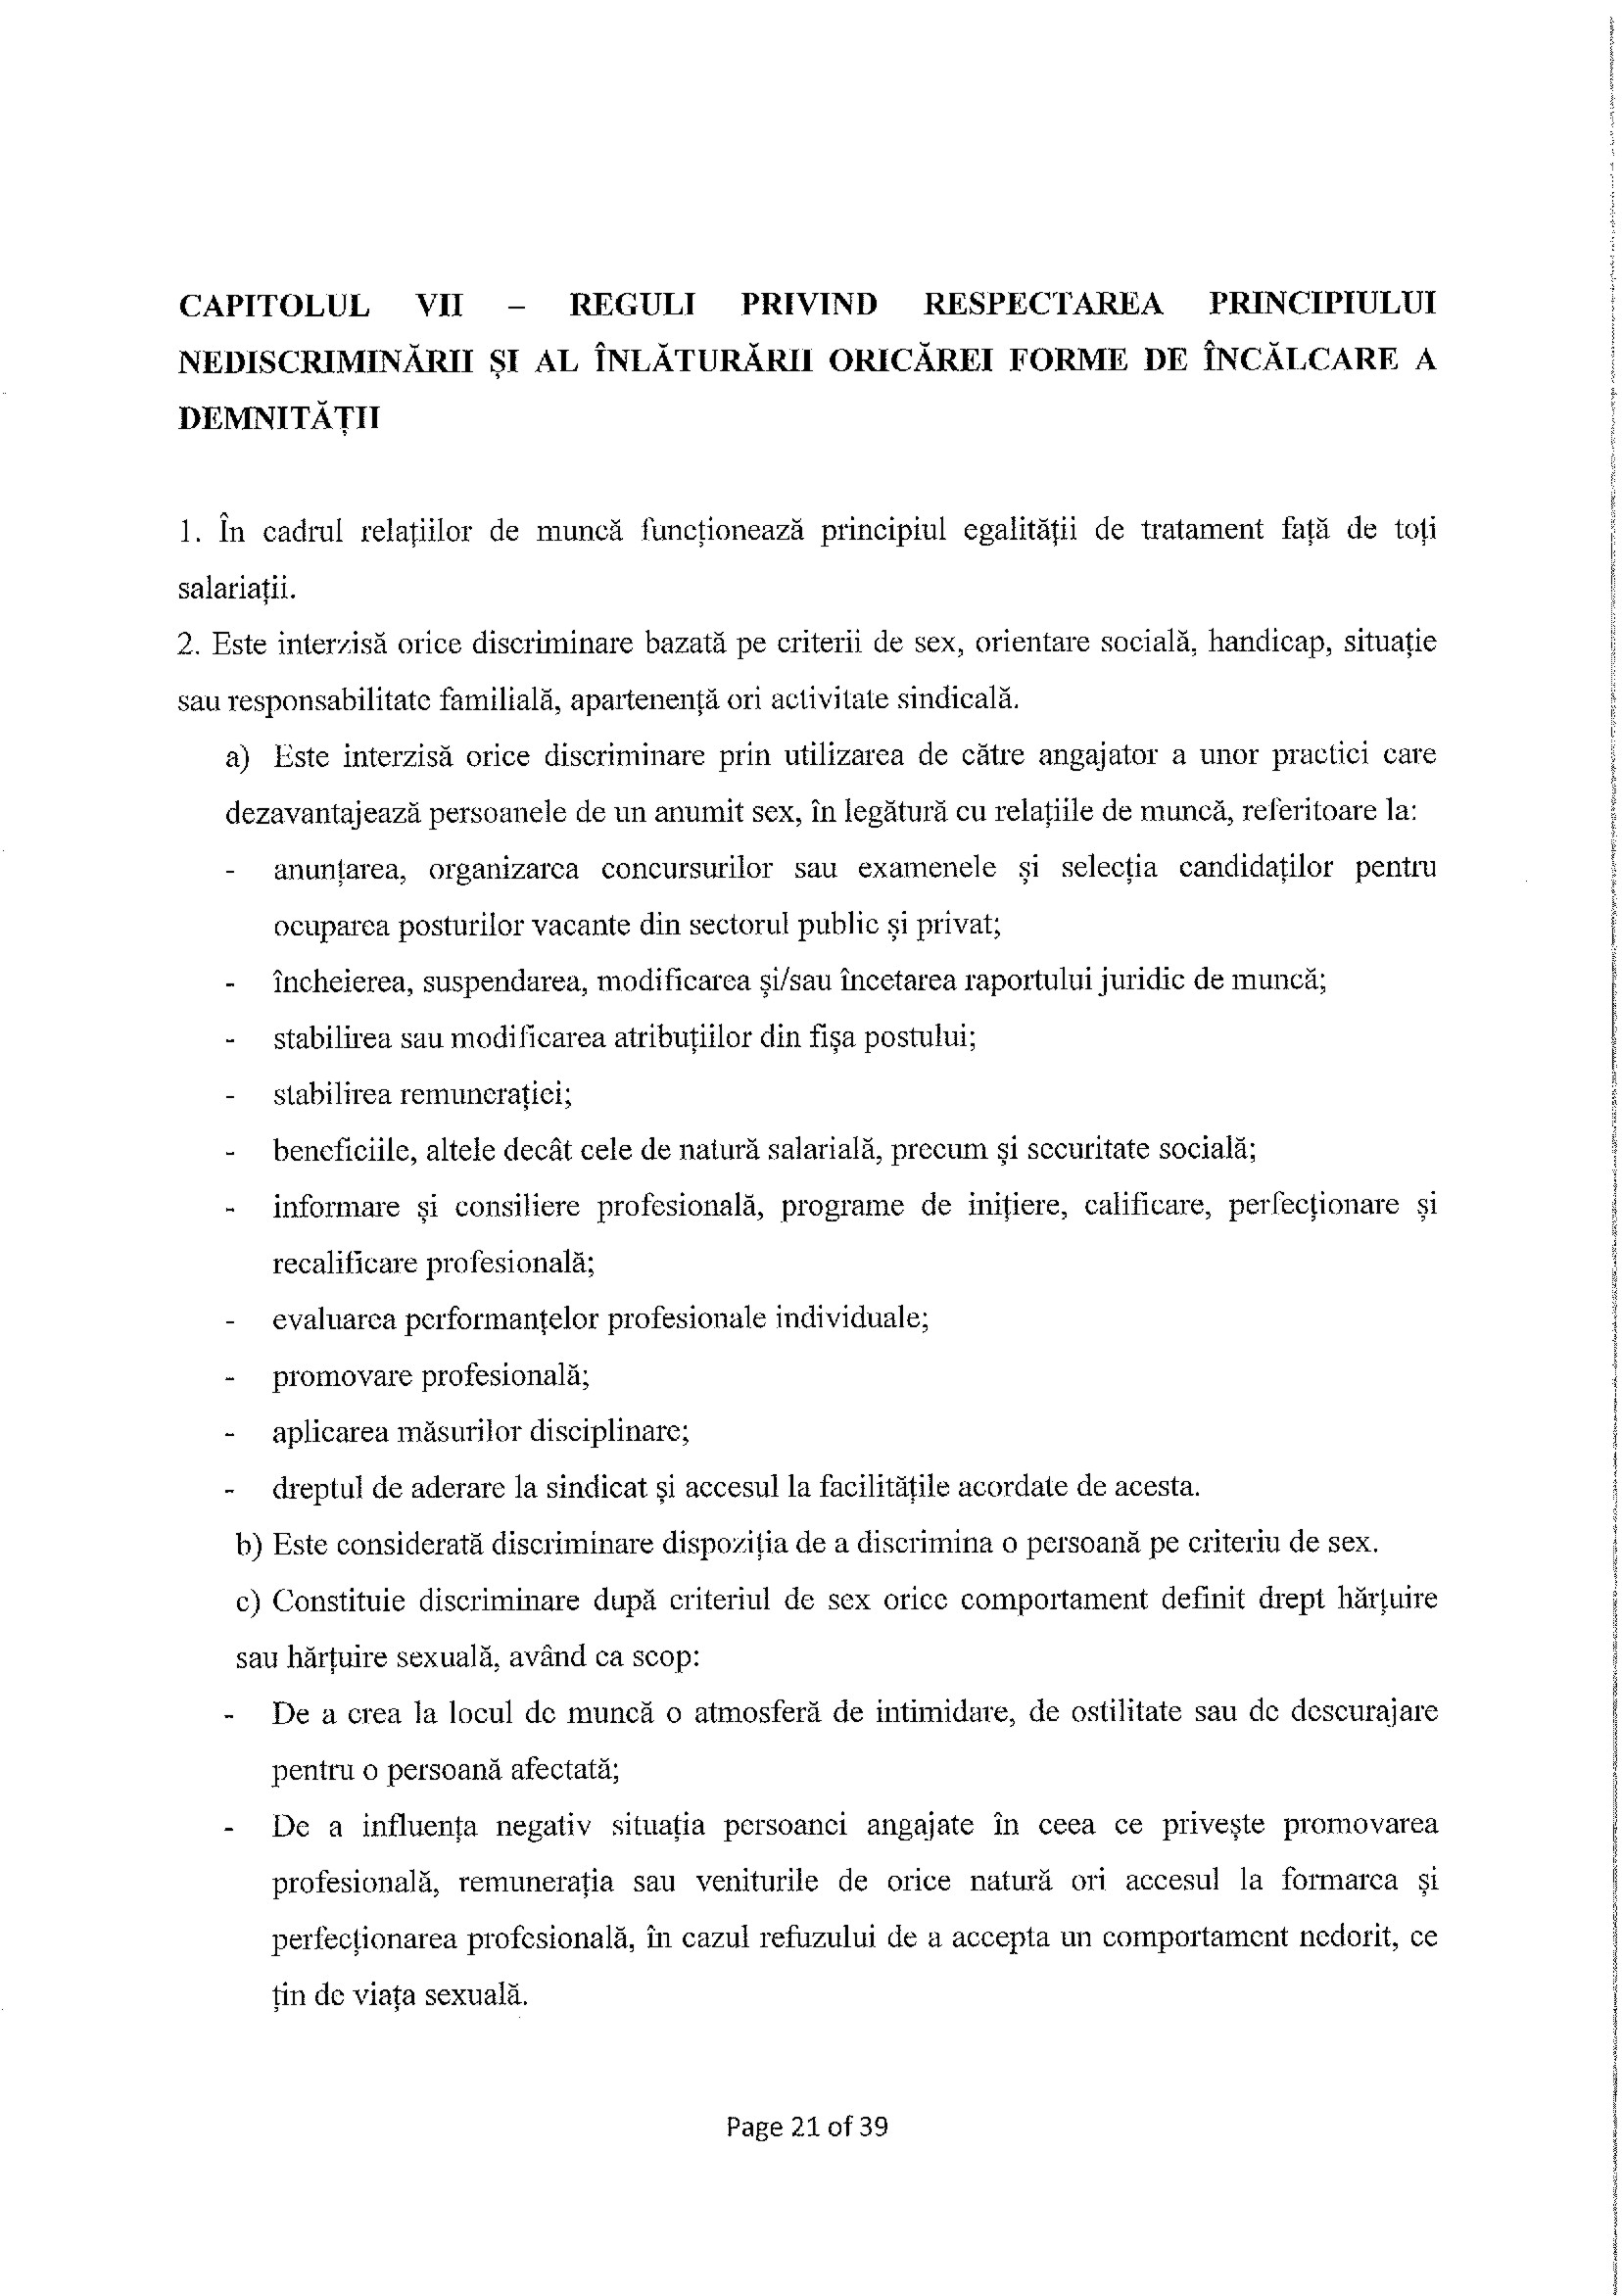 CAPITOLUL VII – REGULI PRIVIND RESPECTAREA PRINCIPIULUI
NEDISCRIMINĂRII ȘI AL ÎNLĂTURĂRII ORICĂREI FORME DE ÎNCĂLCARE A
DEMNITĂȚII
1. În cadrul relațiilor de muncă funcționează principiul egalității de tratament față de toți
salariații.
2. Este interzisă orice discriminare bazată pe criterii de sex, orientare socială, handicap, situație
sau responsabilitate familială, apartenență ori activitate sindicală.
a) Este interzisă orice discriminare prin utilizarea de către angajator a unor practici care
dezavantajează persoanele de un anumit sex, în legătură cu relațiile de muncă, referitoare la:
- anunțarea, organizarea concursurilor sau examenele și selecția candidaților pentru
ocuparea posturilor vacante din sectorul public și privat;
- încheierea, suspendarea, modificarea și/sau încetarea raportului juridic de muncă;
- stabilirea sau modificarea atribuțiilor din fișa postului;
- stabilirea remunerației;
- beneficiile, altele decât cele de natură salarială, precum și securitate socială;
- informare și consiliere profesională, programe de inițiere, calificare, perfecționare și
recalificare profesională;
- evaluarea performanțelor profesionale individuale;
- promovare profesională;
- aplicarea măsurilor disciplinare;
- dreptul de aderare la sindicat și accesul la facilitățile acordate de acesta.
b) Este considerată discriminare dispoziția de a discrimina o persoană pe criteriu de sex.
c) Constituie discriminare după criteriul de sex orice comportament definit drept hărțuire
sau hărțuire sexuală, având ca scop:
- De a crea la locul de muncă o atmosferă de intimidare, de ostilitate sau de descurajare
pentru o persoană afectată;
- De a influența negativ situația persoanei angajate în ceea ce privește promovarea
profesională, remunerația sau veniturile de orice natură ori accesul la formarea și
perfecționarea profesională, în cazul refuzului de a accepta un comportament nedorit, ce
țin de viața sexuală.
Page 21 of 39